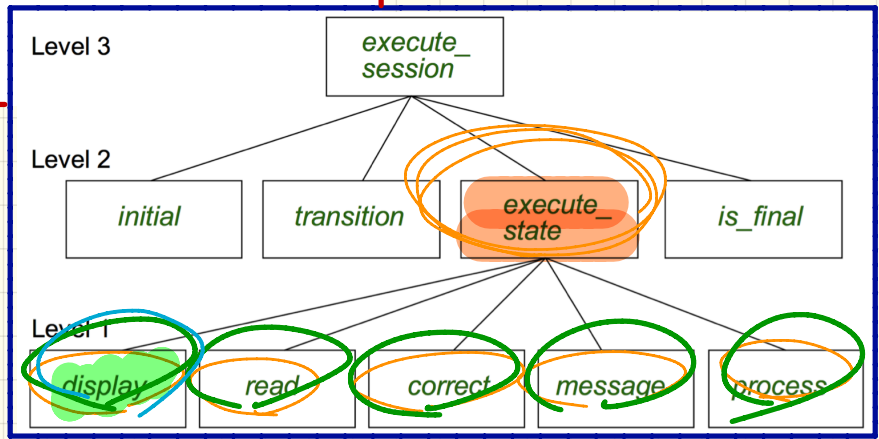 Level 3
execute_
session
Level 2
initial
transition
execute_
state
is_final
Level 1
display
read
correct
message
process